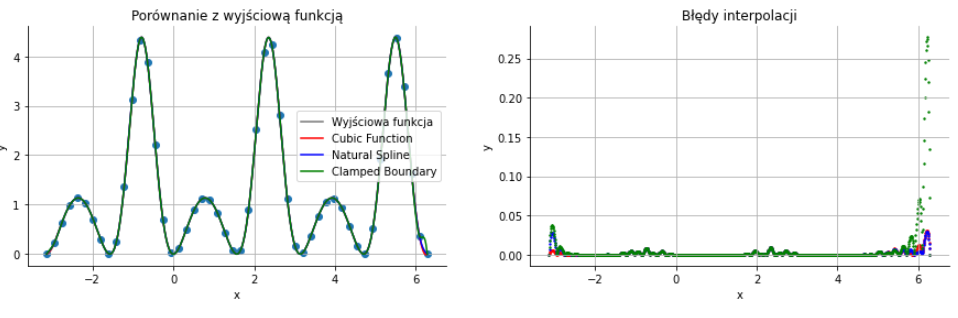 Porównanie z wyjściową funkcją
4
3
2
1
0
y
−2
0
2
4
6
x
Wyjściowa funkcja
Cubic Function
Natural Spline
Clamped Boundary
Błędy interpolacji
0.25
0.20
0.15
0.10
0.05
0.00
y
−2
0
2
4
6
x